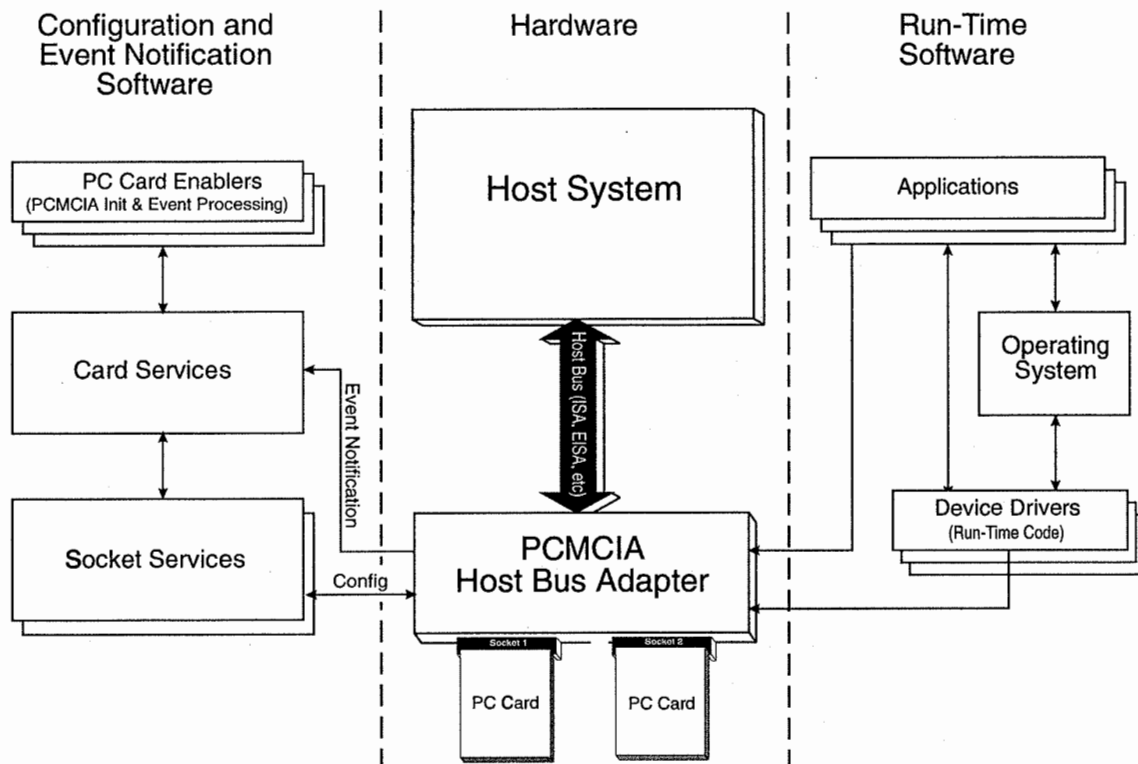 Configuration and
Event Notification
Software
Hardware
Run-Time
Software
PC Card Enablers
(PCMCIA Init & Event Processing)
Host System
Applications
Card Services
Event Notification
Host Bus (ISA, EISA, etc)
Operating
System
Socket Services
Config
PCMCIA
Host Bus Adapter
Device Drivers
(Run-Time Code)
Socket 1
Socket 2
PC Card
PC Card